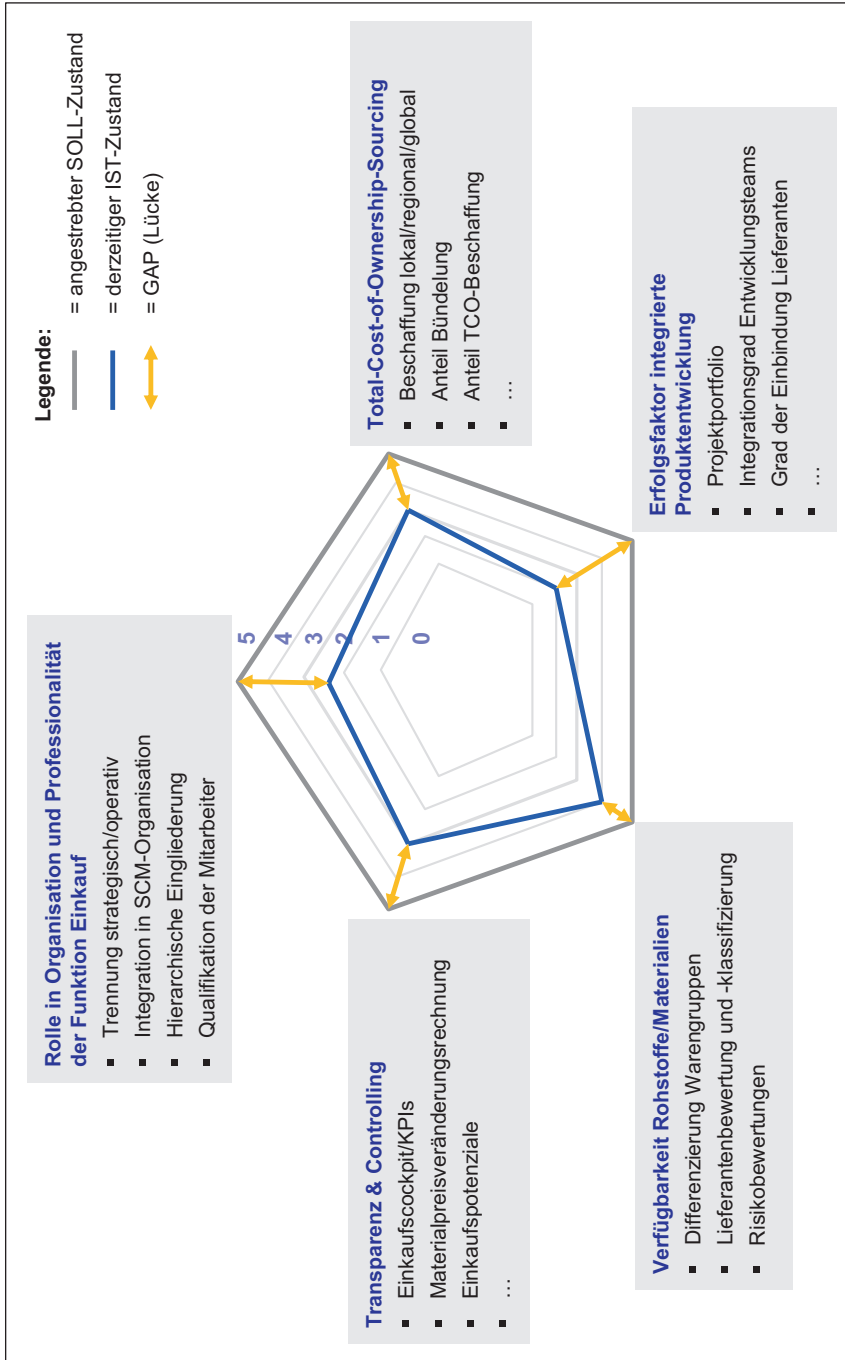 Rolle in Organisation und Professionalität
der Funktion Einkauf
▪ Trennung strategisch/operativ
▪ Integration in SCM-Organisation
▪ Hierarchische Eingliederung
▪ Qualifikation der Mitarbeiter
Legende:
= angestrebter SOLL-Zustand
= derzeitiger IST-Zustand
= GAP (Lücke)
Transparenz & Controlling
▪ Einkaufscockpit/KPIs
▪ Materialpreisveränderungsrechnung
▪ Einkaufspotenziale
▪ …
5
4
3
2
1
0
Total-Cost-of-Ownership-Sourcing
▪ Beschaffung lokal/regional/global
▪ Anteil Bündelung
▪ Anteil TCO-Beschaffung
▪ …
Verfügbarkeit Rohstoffe/Materialien
▪ Differenzierung Warengruppen
▪ Lieferantenbewertung und -klassifizierung
▪ Risikobewertungen
Erfolgsfaktor integrierte
Produktentwicklung
▪ Projektportfolio
▪ Integrationsgrad Entwicklungsteams
▪ Grad der Einbindung Lieferanten
▪ …